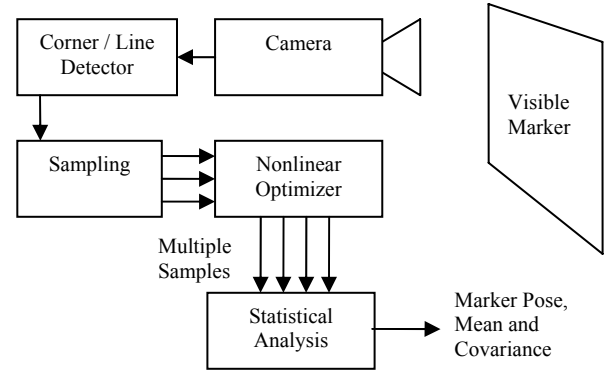 Corner / Line
Detector
Camera
Visible
Marker
Sampling
Nonlinear
Optimizer
Multiple
Samples
Statistical
Analysis
Marker Pose,
Mean and
Covariance